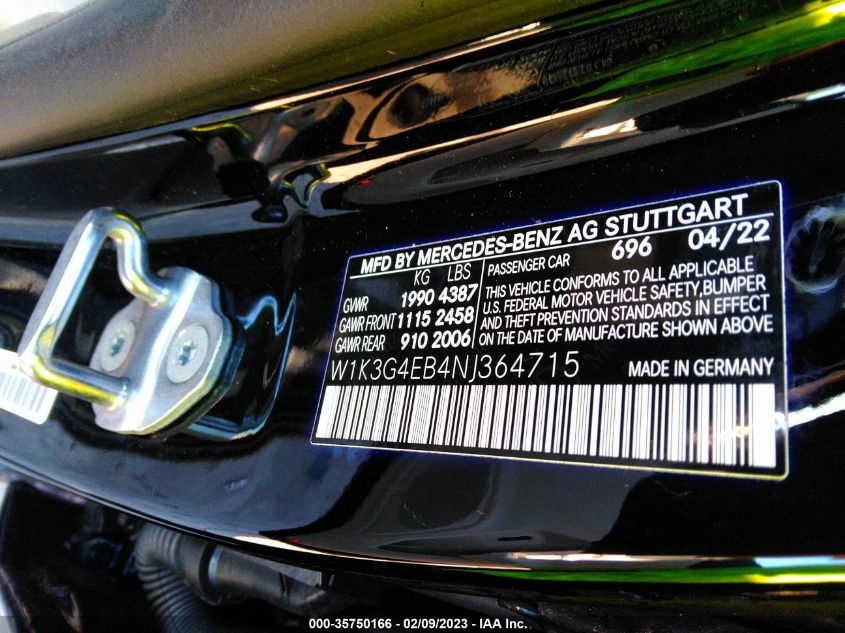 MFD BY MERCEDES-BENZ AG STUTTGART
KG LBS
GVWR 1990 4387
GAWR FRONT 1115 2458
GAWR REAR 910 2006
PASSENGER CAR 696 04/22
THIS VEHICLE CONFORMS TO ALL APPLICABLE
U.S. FEDERAL MOTOR VEHICLE SAFETY,BUMPER
AND THEFT PREVENTION STANDARDS IN EFFECT
ON THE DATE OF MANUFACTURE SHOWN ABOVE
W1K3G4EB4NJ364715 MADE IN GERMANY
000-35750166 - 02/09/2023 - IAA Inc.